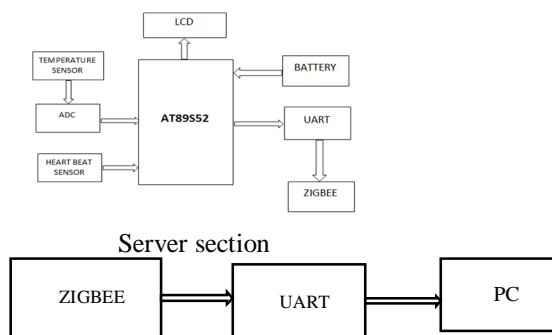 LCD
TEMPERATURE
SENSOR
BATTERY
ADC
AT89S52
UART
HEART BEAT
SENSOR
ZIGBEE
Server section
ZIGBEE
UART
PC